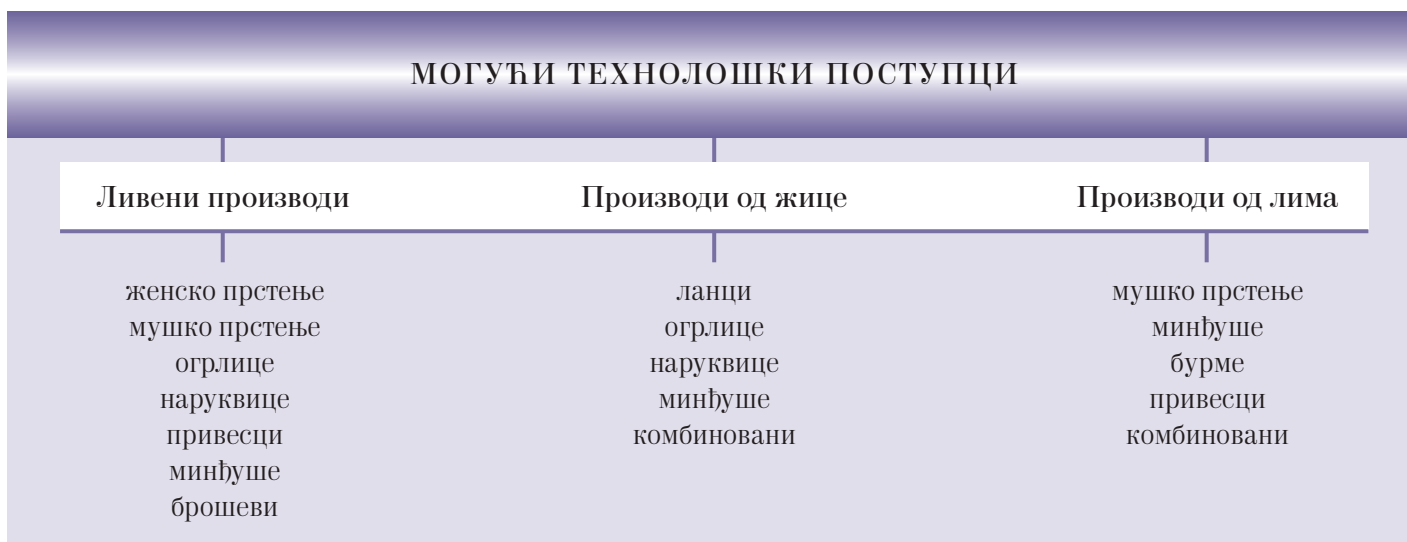 МОГУЋИ ТЕХНОЛОШКИ ПОСТУПЦИ
Ливени производи
женско прстење
мушко прстење
огрлице
наруквице
привесци
минђуше
брошеви
Производи од жице
ланци
огрлице
наруквице
минђуше
комбиновани
Производи од лима
мушко прстење
минђуше
бурме
привесци
комбиновани